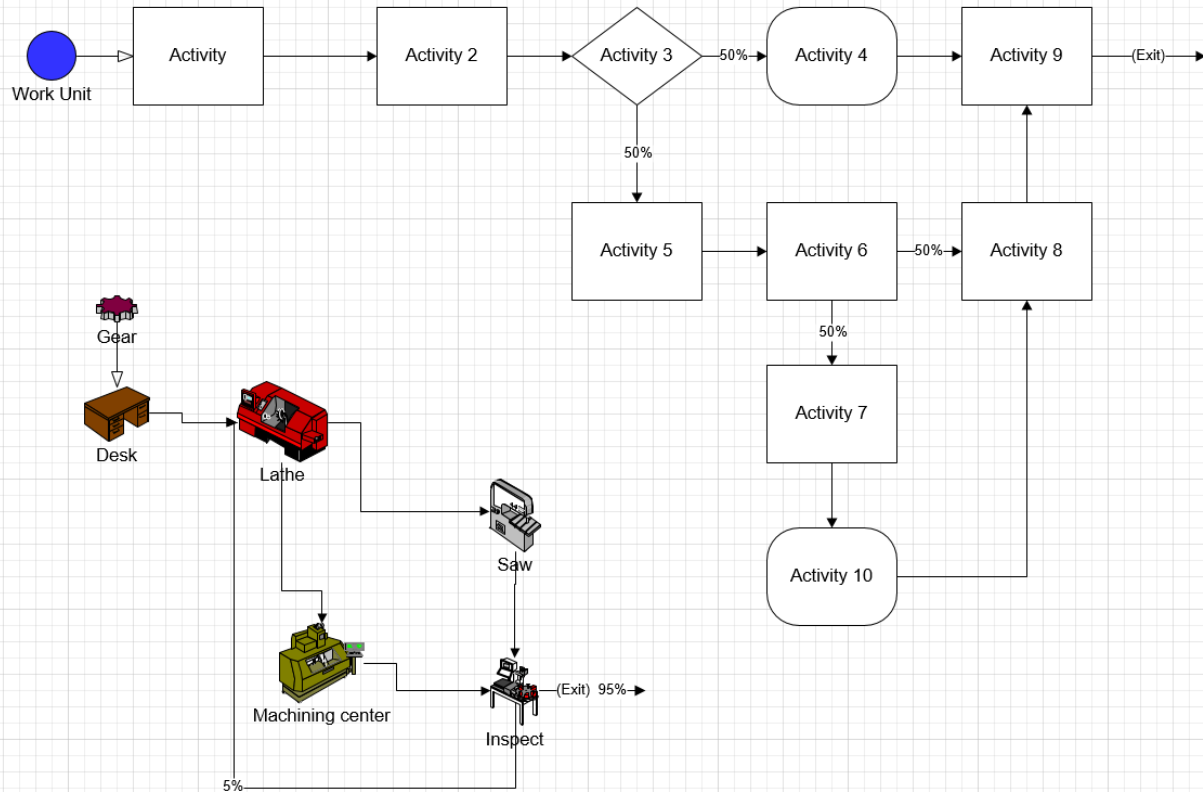 Activity
Activity 2
Activity 3
50%
Activity 4
Activity 9
(Exit)
Work Unit
50%
Activity 5
Activity 6
50%
Activity 8
50%
Gear
Activity 7
Desk
Lathe
Saw
Activity 10
Machining center
(Exit) 95%
Inspect
5%